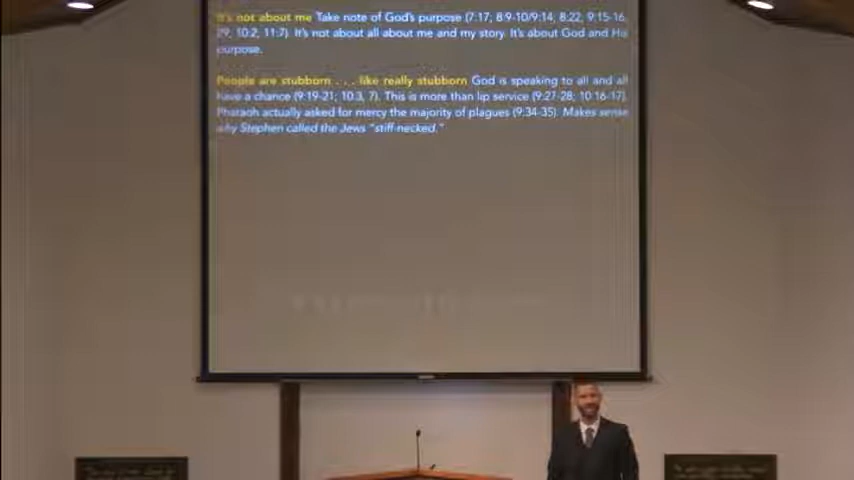 It's not about me Take note of God's purpose (7:17; 8:9-10/9:14; 8:22; 9:15-16,
29; 10:2; 11:7). It's not about all about me and my story. It's about God and His
purpose.
People are stubborn . . . like really stubborn God is speaking to all and all
have a chance (9:19-21; 10:3, 7). This is more than lip service (9:27-28; 10:16-17).
Pharaoh actually asked for mercy the majority of plagues (9:34-35). Makes sense
why Stephen called the Jews "stiff-necked."